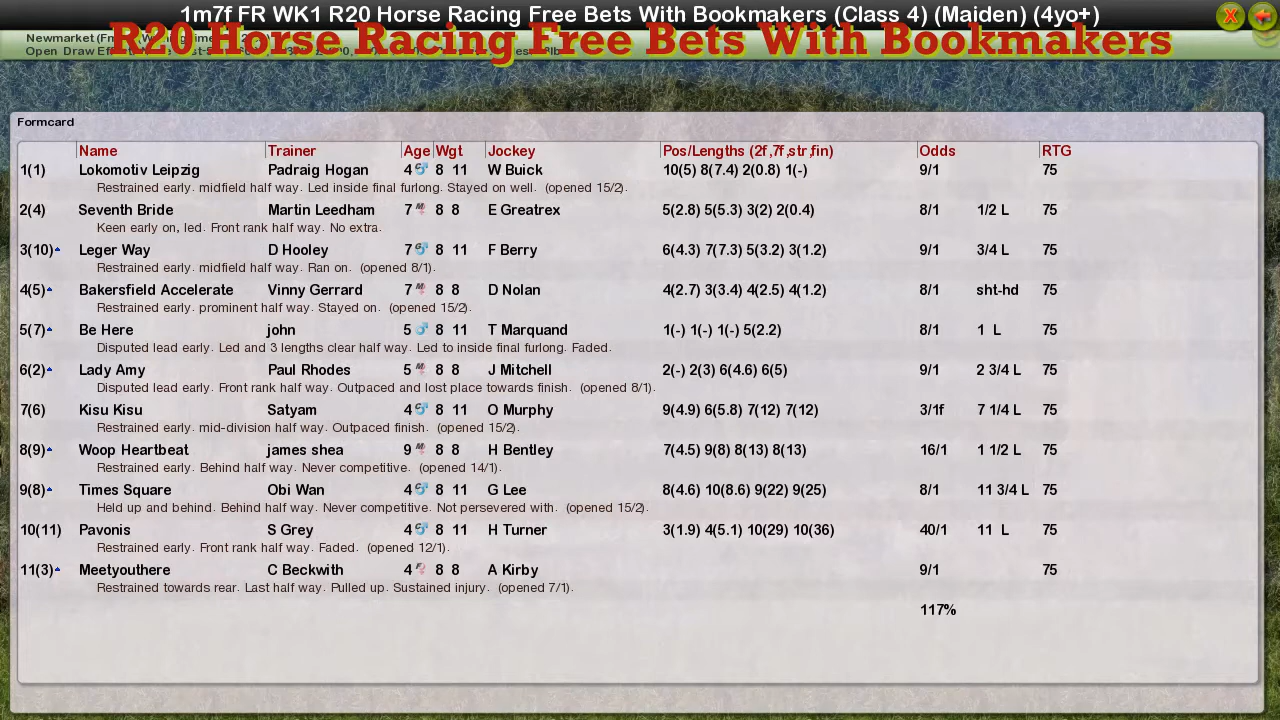 1m7f FR WK1 R20 Horse Racing Free Bets With Bookmakers (Class 4) (Maiden) (4yo+)
R20 Horse Racing Free Bets With Bookmakers
Formcard
Name Trainer Age Wgt Jockey Pos/Lengths (2f,7f,str,fin) Odds RTG
1(1) Lokomotiv Leipzig Padraig Hogan 4 8 11 W Buick 10(5) 8(7.4) 2(0.8) 1(-) 9/1 75
Restrained early. midfield half way. Led inside final furlong. Stayed on well. (opened 15/2).
2(4) Seventh Bride Martin Leedham 7 8 8 E Greatrex 5(2.8) 5(5.3) 3(2) 2(0.4) 8/1 1/2 L 75
Keen early on, led. Front rank half way. No extra.
3(10) Leger Way D Hooley 7 8 11 F Berry 6(4.3) 7(7.3) 5(3.2) 3(1.2) 9/1 3/4 L 75
Restrained early. midfield half way. Ran on. (opened 8/1).
4(5) Bakersfield Accelerate Vinny Gerrard 7 8 8 D Nolan 4(2.7) 3(3.4) 4(2.5) 4(1.2) 8/1 sht-hd 75
Restrained early. prominent half way. Stayed on. (opened 15/2).
5(7) Be Here john 5 8 11 T Marquand 1(-) 1(-) 1(-) 5(2.2) 8/1 1 L 75
Disputed lead early. Led and 3 lengths clear half way. Led to inside final furlong. Faded.
6(2) Lady Amy Paul Rhodes 5 8 8 J Mitchell 2(-) 2(3) 6(4.6) 6(5) 9/1 2 3/4 L 75
Disputed lead early. Front rank half way. Outpaced and lost place towards finish. (opened 8/1).
7(6) Kisu Kisu Satyam 4 8 11 O Murphy 9(4.9) 6(5.8) 7(12) 7(12) 3/1f 7 1/4 L 75
Restrained early. mid-division half way. Outpaced finish. (opened 15/2).
8(9) Woop Heartbeat james shea 9 8 8 H Bentley 7(4.5) 9(8) 8(13) 8(13) 16/1 1 1/2 L 75
Restrained early. Behind half way. Never competitive. (opened 14/1).
9(8) Times Square Obi Wan 4 8 11 G Lee 8(4.6) 10(8.6) 9(22) 9(25) 8/1 11 3/4 L 75
Held up and behind. Behind half way. Never competitive. Not persevered with. (opened 15/2).
10(11) Pavonis S Grey 4 8 11 H Turner 3(1.9) 4(5.1) 10(29) 10(36) 40/1 11 L 75
Restrained early. Front rank half way. Faded. (opened 12/1).
11(3) Meetyouthere C Beckwith 4 8 8 A Kirby 9/1 75
Restrained towards rear. Last half way. Pulled up. Sustained injury. (opened 7/1).
117%